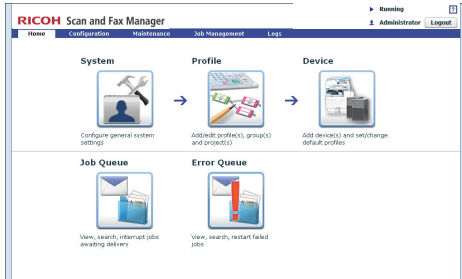 Running ?
RICOH Scan and Fax Manager
Administrator Logout
Home Configuration Maintenance Job Management Logs
System Profile Device
Configure general system settings
Add/edit profile(s), group(s) and project(s)
Add device(s) and set/change default profiles
Job Queue Error Queue
View, search, interrupt jobs awaiting delivery
View, search, restart failed jobs